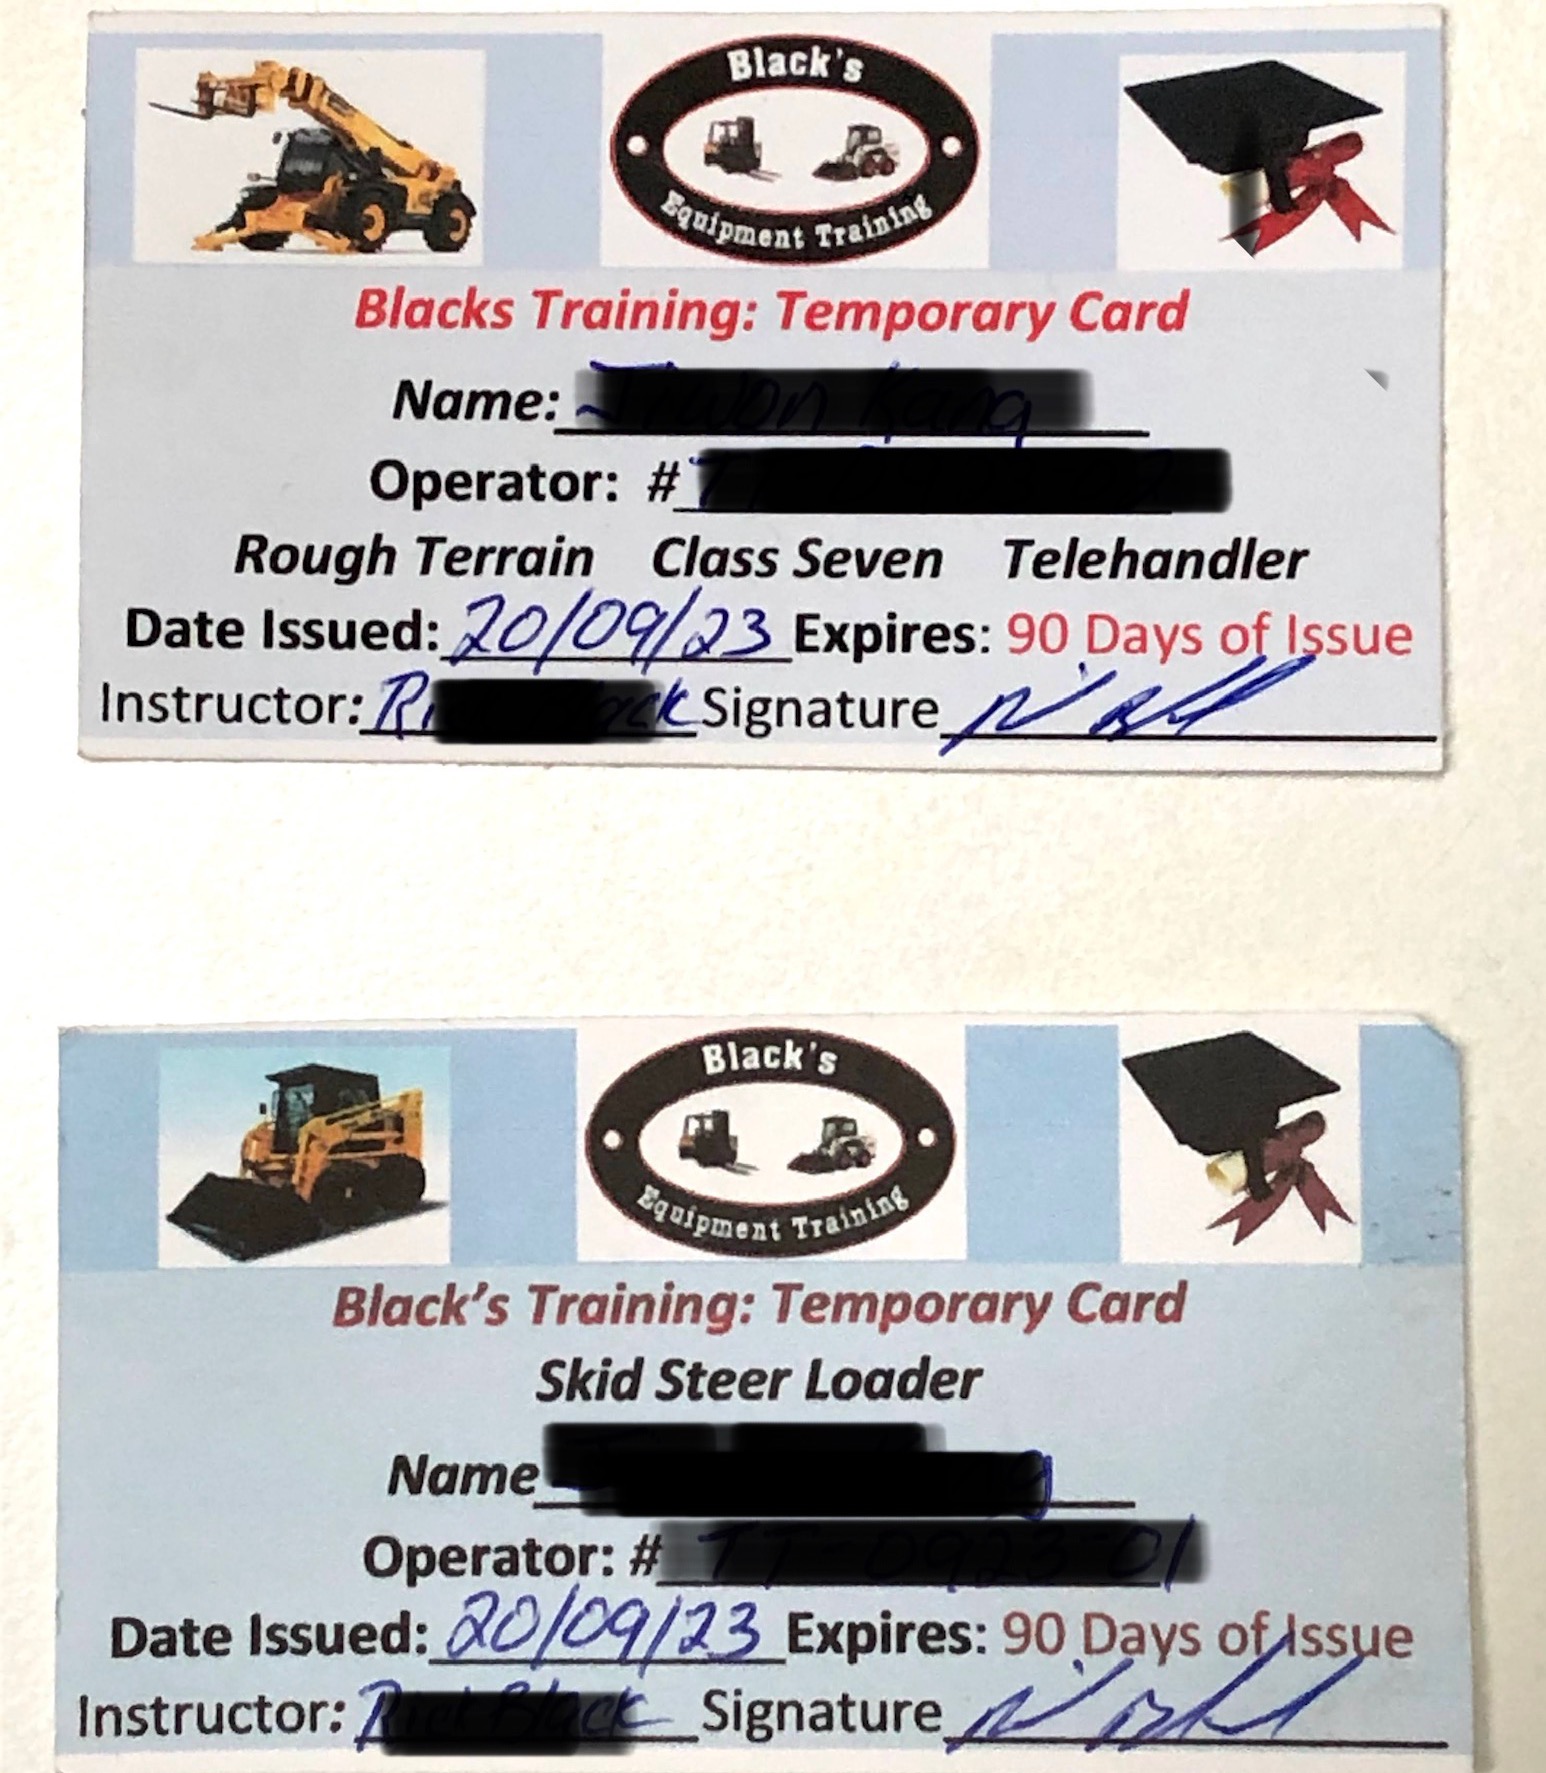 Black's
Equipment Training
Blacks Training: Temporary Card
Name:
Operator: #
Rough Terrain Class Seven Telehandler
Date Issued: 20/09/23 Expires: 90 Days of Issue
Instructor: Signature
Black's
Equipment Training
Black's Training: Temporary Card
Skid Steer Loader
Name
Operator: #
Date Issued: 20/09/23 Expires: 90 Days of Issue
Instructor: Signature